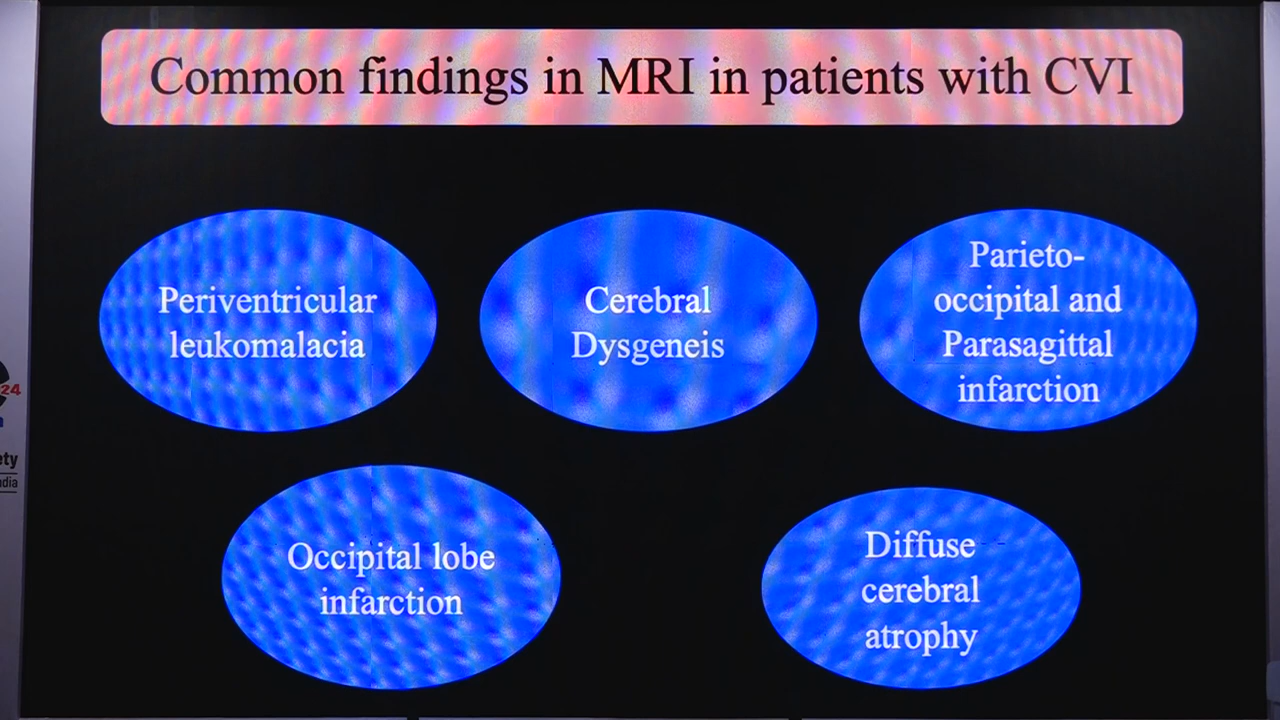 Common findings in MRI in patients with CVI
Periventricular
leukomalacia
Cerebral
Dysgeneis
Parieto-
occipital and
Parasagittal
infarction
Occipital lobe
infarction
Diffuse
cerebral
atrophy
24